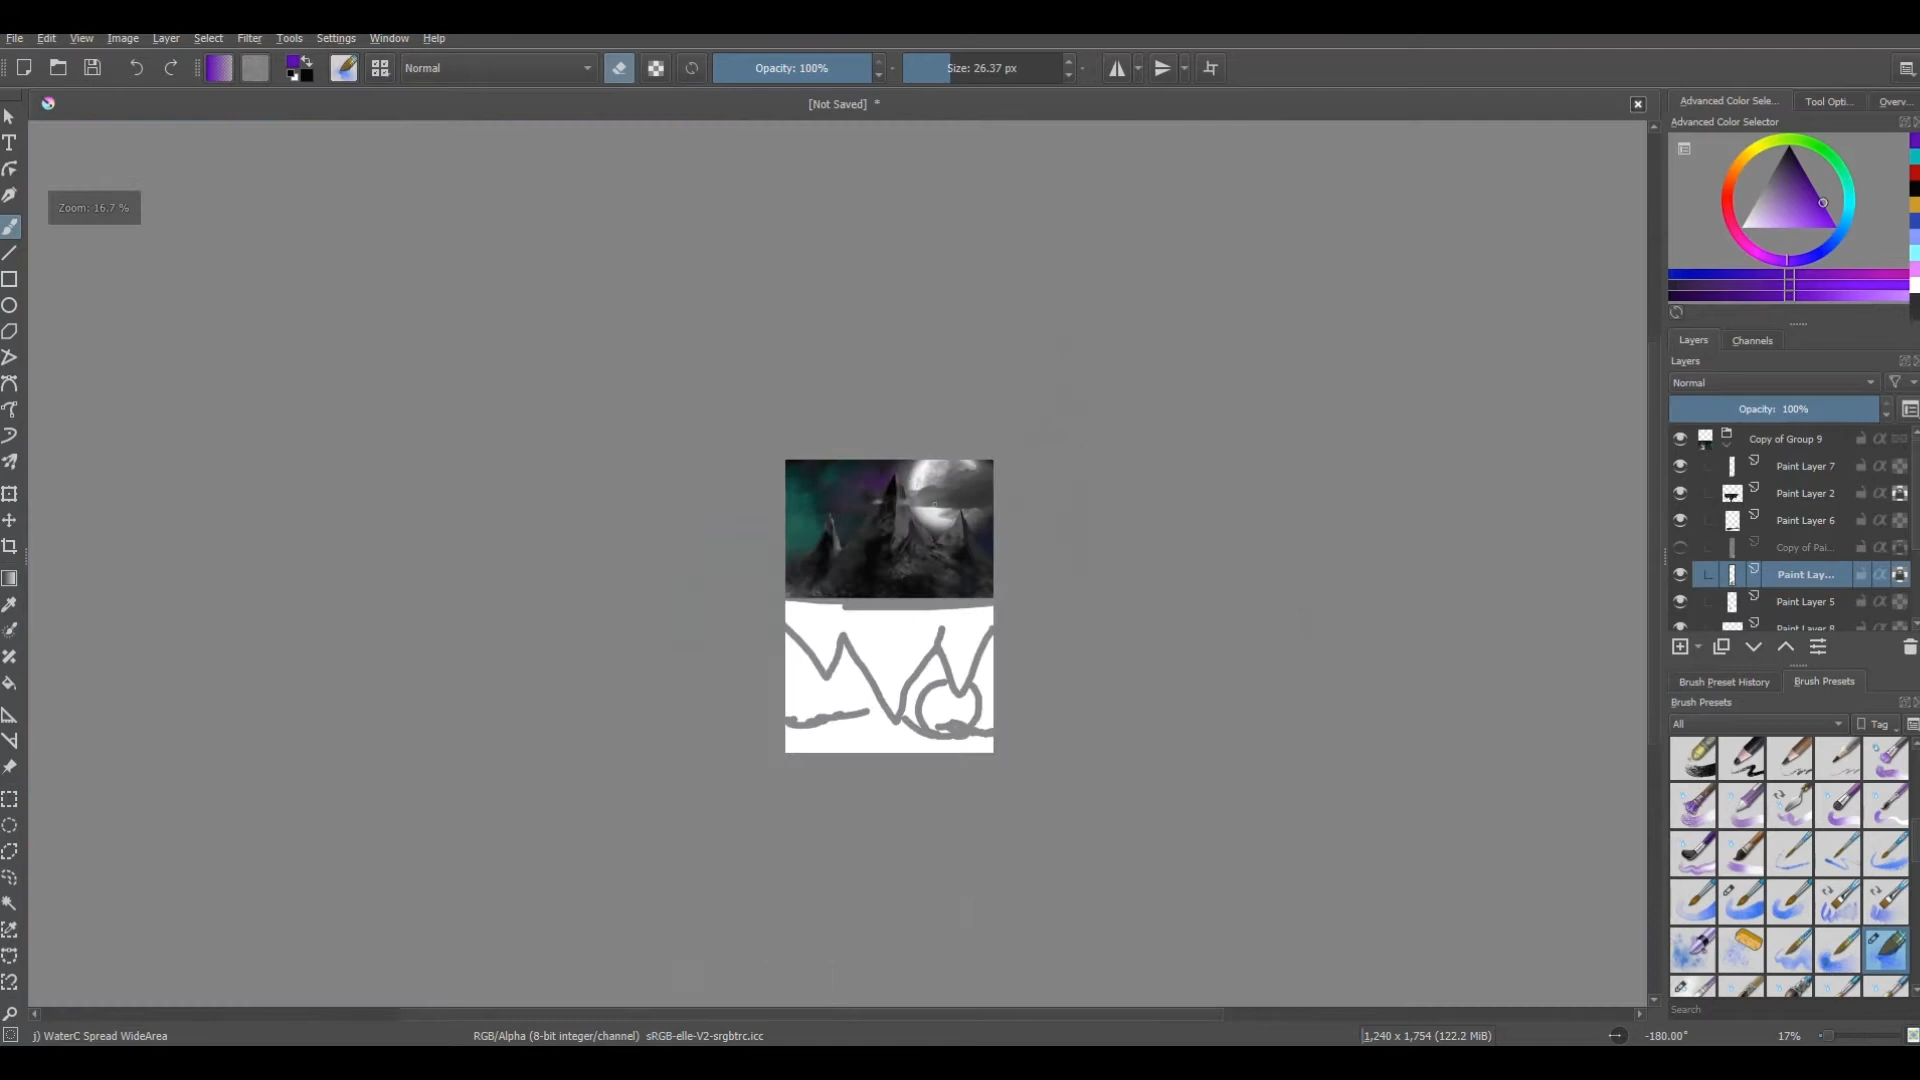 File Edit View Image Layer Select Filter Tools Settings Window Help
Normal
Opacity: 100%
Size: 26.37 px
[Not Saved] *
Zoom: 16.7 %
Advanced Color Sele... Tool Opti... Overv...
Advanced Color Selector
Layers Channels
Layers
Normal
Opacity: 100%
Copy of Group 9
Paint Layer 7
Paint Layer 2
Paint Layer 6
Copy of Pai...
Paint Lay...
Paint Layer 5
Paint Layer 8
Brush Preset History Brush Presets
Brush Presets
All Tag
Search
j) WaterC Spread WideArea RGB/Alpha (8-bit integer/channel) sRGB-elle-V2-srgbtrc.icc 1,240 x 1,754 (122.2 MiB) -180.00° 17%